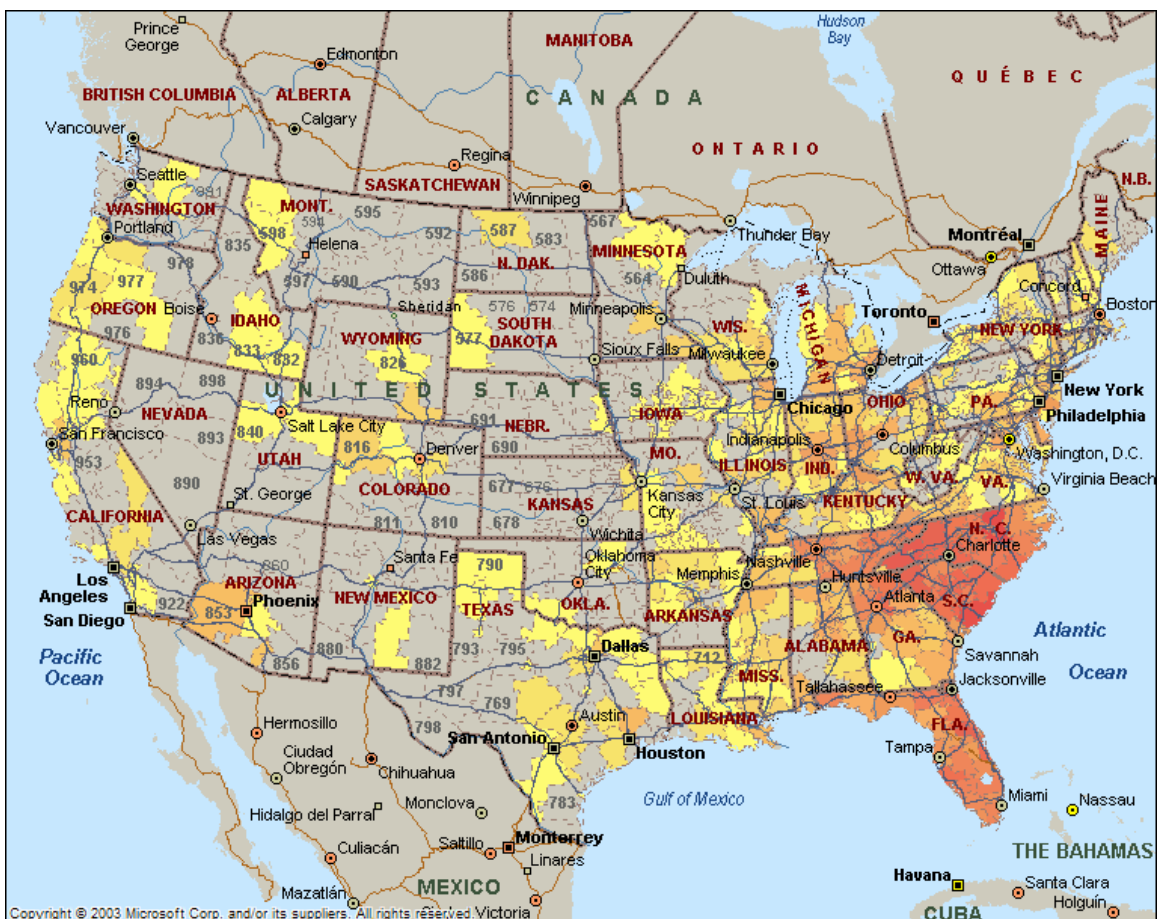 Hudson
Bay
Prince
George
MANITOBA
Edmonton
QUÉBEC
BRITISH COLUMBIA
ALBERTA
CANADA
Calgary
Vancouver
ONTARIO
Regina
Seattle
SASKATCHEWAN
N.B.
Winnipeg
WASHINGTON
MONT.
595
567
MAINE
Portland
835
598
592
587
583
Thunder Bay
Montréal
Helena
MINNESOTA
N. DAK.
Ottawa
978
977
597
590
593
586
564
Duluth
Concord
974
Boise
Sheridan
576
574
Minneapolis
MICHIGAN
Toronto
Boston
OREGON
IDAHO
SOUTH
DAKOTA
WIS.
NEW YORK
976
836
833
WYOMING
577
Milwaukee
Detroit
960
832
826
Sioux Falls
894
898
UNITED STATES
New York
Reno
NEVADA
IOWA
Chicago
OHIO
PA.
Philadelphia
691
NEBR.
San Francisco
893
840
Salt Lake City
816
Denver
690
MO.
Indianapolis
Columbus
Washington, D.C.
953
UTAH
ILLINOIS
IND.
W. VA.
VA.
890
St. George
COLORADO
677
KANSAS
Kansas
City
St. Louis
KENTUCKY
Virginia Beach
CALIFORNIA
811
810
678
Wichita
N. C.
Las Vegas
Santa Fe
Oklahoma
City
Nashville
Charlotte
Los
Angeles
860
790
Memphis
Huntsville
ARIZONA
922
853
Phoenix
NEW MEXICO
TEXAS
OKLA.
ARKANSAS
Atlanta
S.C.
San Diego
Atlantic
Ocean
ALABAMA
GA.
Pacific
Ocean
856
880
882
793
795
Dallas
712
Savannah
MISS.
797
769
Tallahassee
Jacksonville
Hermosillo
798
Austin
LOUISIANA
FLA.
Ciudad
Obregón
San Antonio
Houston
Tampa
Chihuahua
Hidalgo del Parral
Monclova
783
Gulf of Mexico
Miami
Nassau
Culiacán
Saltillo
Monterrey
THE BAHAMAS
Linares
Mazatlán
MEXICO
Havana
Santa Clara
Holguín
CUBA
Copyright © 2003 Microsoft Corp. and/or its suppliers. All rights reserved.
Victoria